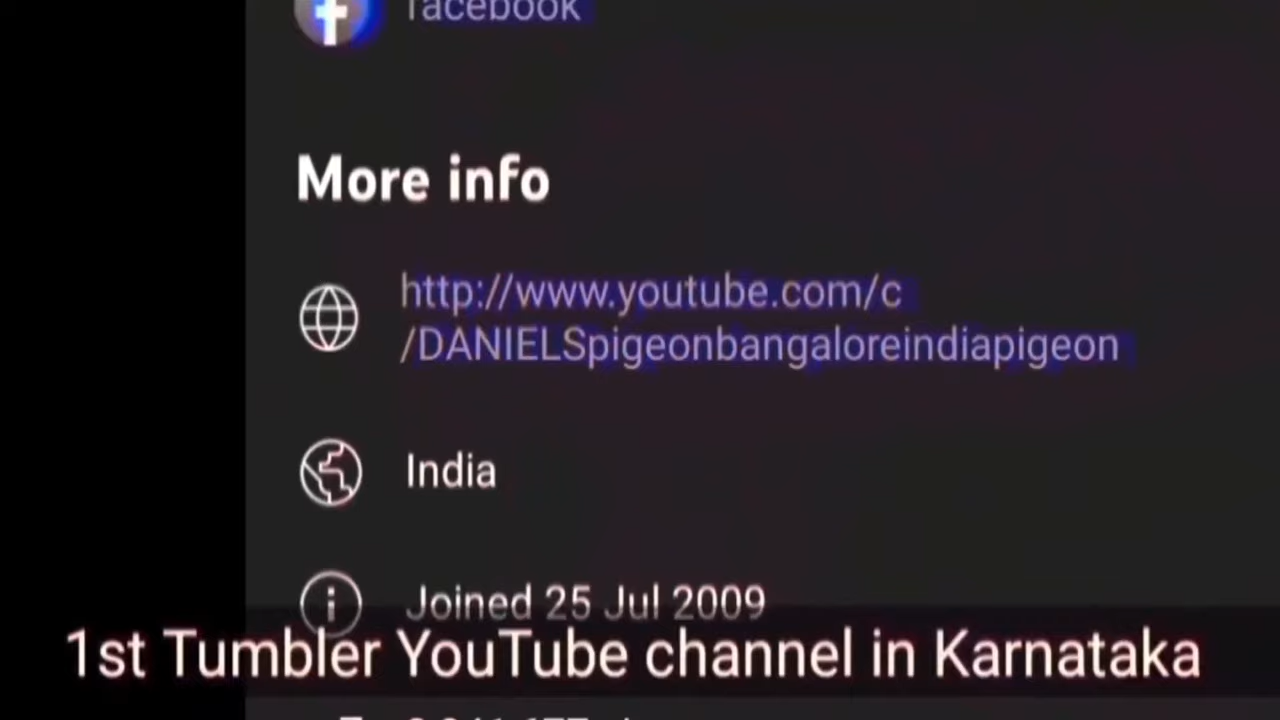 facebook
More info
http://www.youtube.com/c
/DANIELSpigeonbangaloreindiapigeon
India
Joined 25 Jul 2009
1st Tumbler YouTube channel in Karnataka